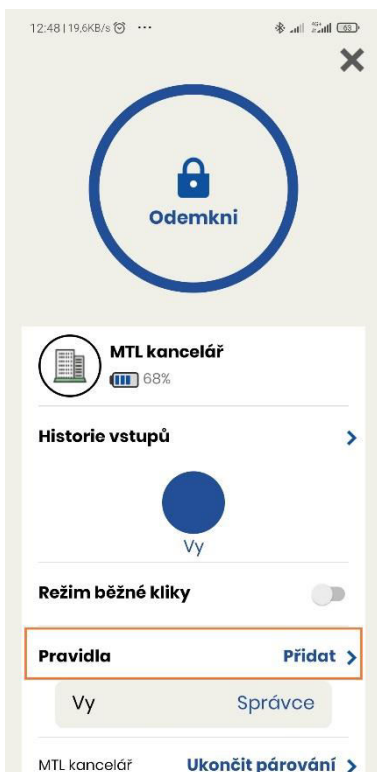 12:48 | 19,6KB/s ···
63
Odemkni
MTL kancelář
68%
Historie vstupů
Vy
Režim běžné kliky
Pravidla Přidat
Vy Správce
MTL kancelář Ukončit párování